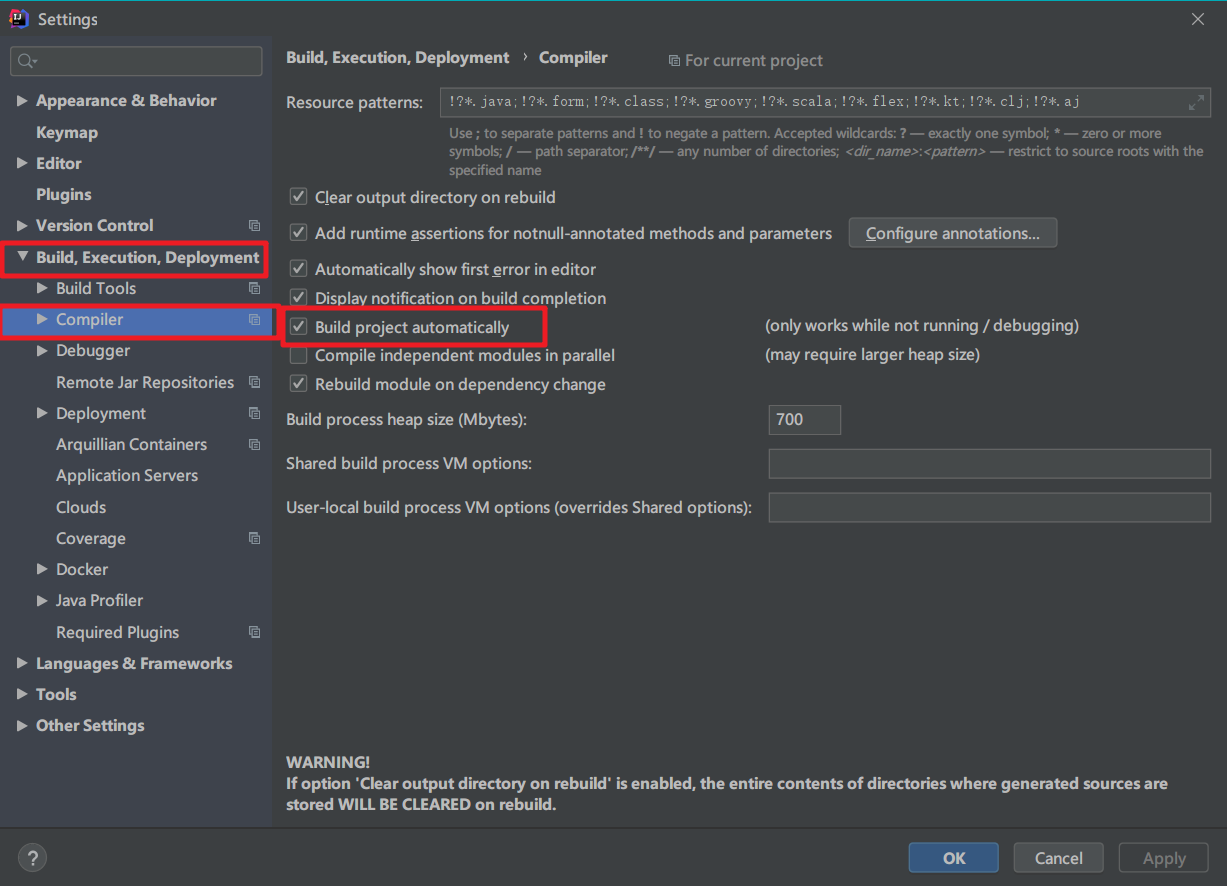 Settings
Appearance & Behavior
Keymap
Editor
Plugins
Version Control
Build, Execution, Deployment
Build Tools
Compiler
Debugger
Remote Jar Repositories
Deployment
Arquillian Containers
Application Servers
Clouds
Coverage
Docker
Java Profiler
Required Plugins
Languages & Frameworks
Tools
Other Settings
Build, Execution, Deployment › Compiler
For current project
Resource patterns: !?*.java;!?*.form;!?*.class;!?*.groovy;!?*.scala;!?*.flex;!?*.kt;!?*.clj;!?*.aj
Use ; to separate patterns and ! to negate a pattern. Accepted wildcards: ? — exactly one symbol; * — zero or more
symbols; / — path separator; /**/ — any number of directories; <dir_name>:<pattern> — restrict to source roots with the
specified name
Clear output directory on rebuild
Add runtime assertions for notnull-annotated methods and parameters Configure annotations...
Automatically show first error in editor
Display notification on build completion
Build project automatically (only works while not running / debugging)
Compile independent modules in parallel (may require larger heap size)
Rebuild module on dependency change
Build process heap size (Mbytes): 700
Shared build process VM options:
User-local build process VM options (overrides Shared options):
WARNING!
If option 'Clear output directory on rebuild' is enabled, the entire contents of directories where generated sources are
stored WILL BE CLEARED on rebuild.
? OK Cancel Apply